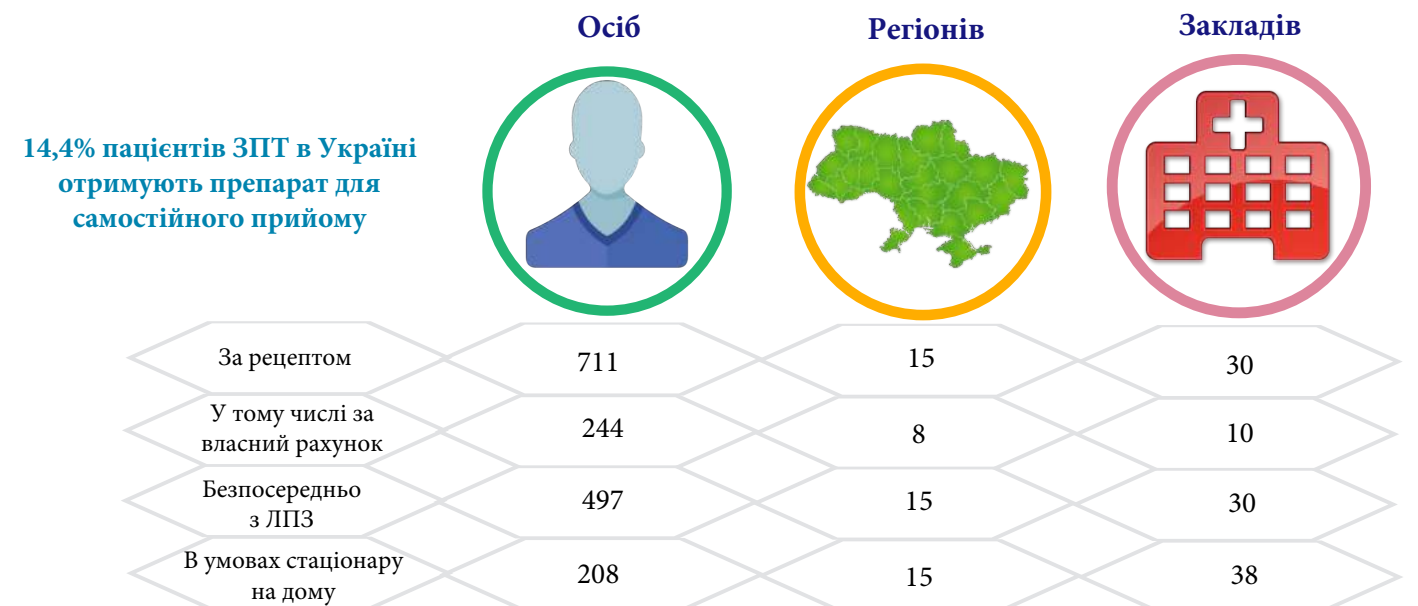 Осіб
Регіонів
Закладів
14,4% пацієнтів ЗПТ в Україні
отримують препарат для
самостійного прийому
За рецептом
711
15
30
У тому числі за
власний рахунок
244
8
10
Безпосередньо
з ЛПЗ
497
15
30
В умовах стаціонару
на дому
208
15
38